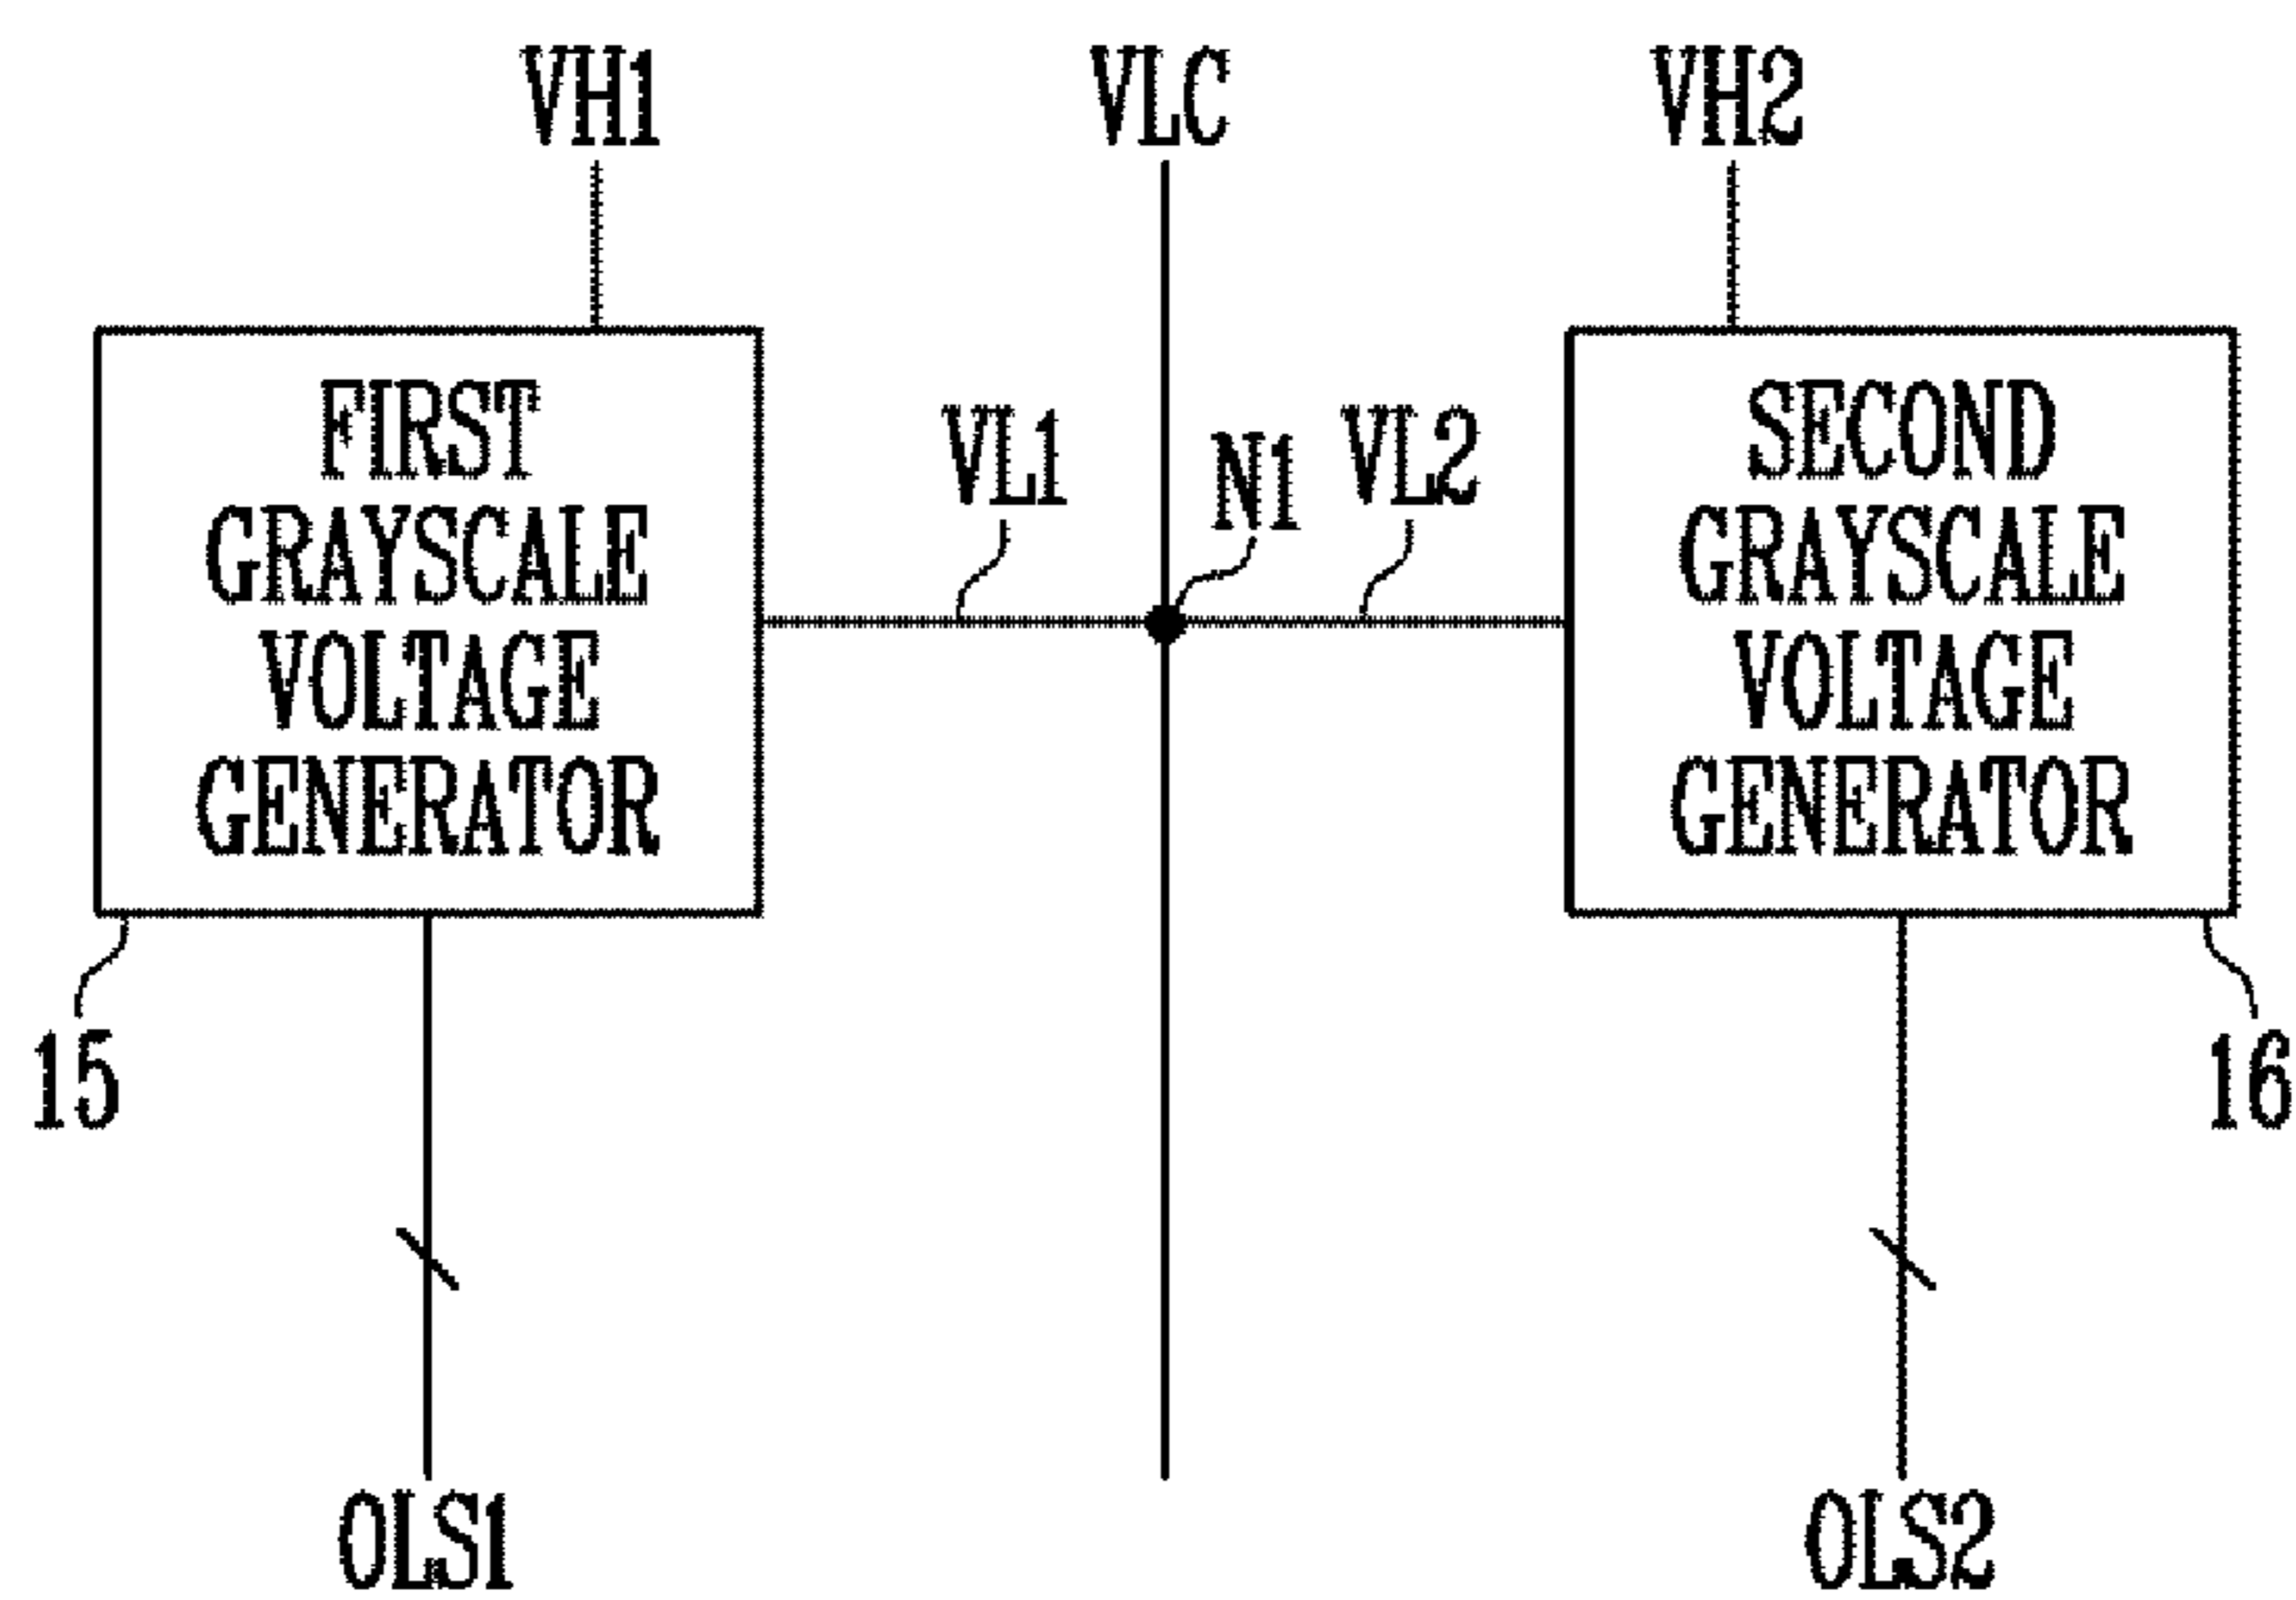 VH1
VLC
VH2
FIRST
GRAYSCALE
VOLTAGE
GENERATOR
VL1
N1
VL2
SECOND
GRAYSCALE
VOLTAGE
GENERATOR
15
16
OLS1
OLS2